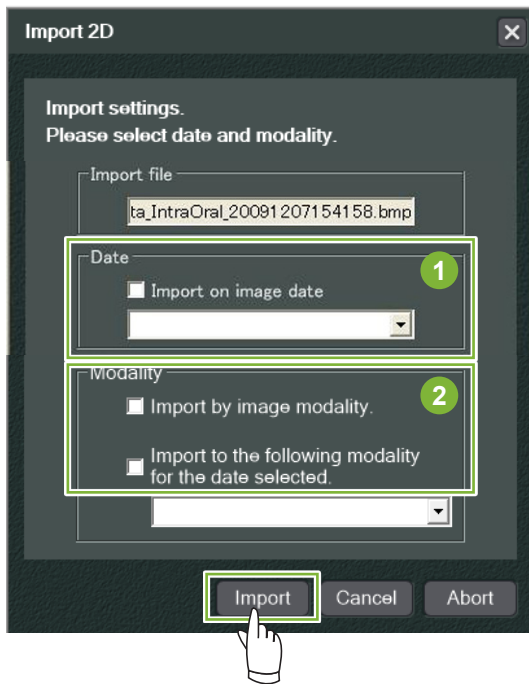 Import 2D
Import settings.
Please select date and modality.
Import file
ta_IntraOral_20091207154158.bmp
Date
1
Import on image date
Modality
2
Import by image modality.
Import to the following modality
for the date selected.
Import Cancel Abort